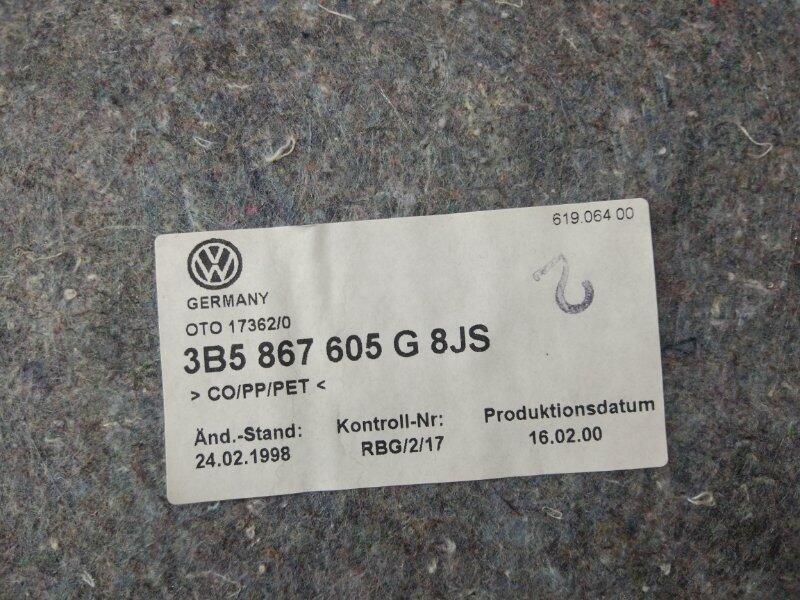 619.064 00
GERMANY
OTO 17362/0
3B5 867 605 G 8JS
> CO/PP/PET <
Änd.-Stand: Kontroll-Nr: Produktionsdatum
24.02.1998 RBG/2/17 16.02.00